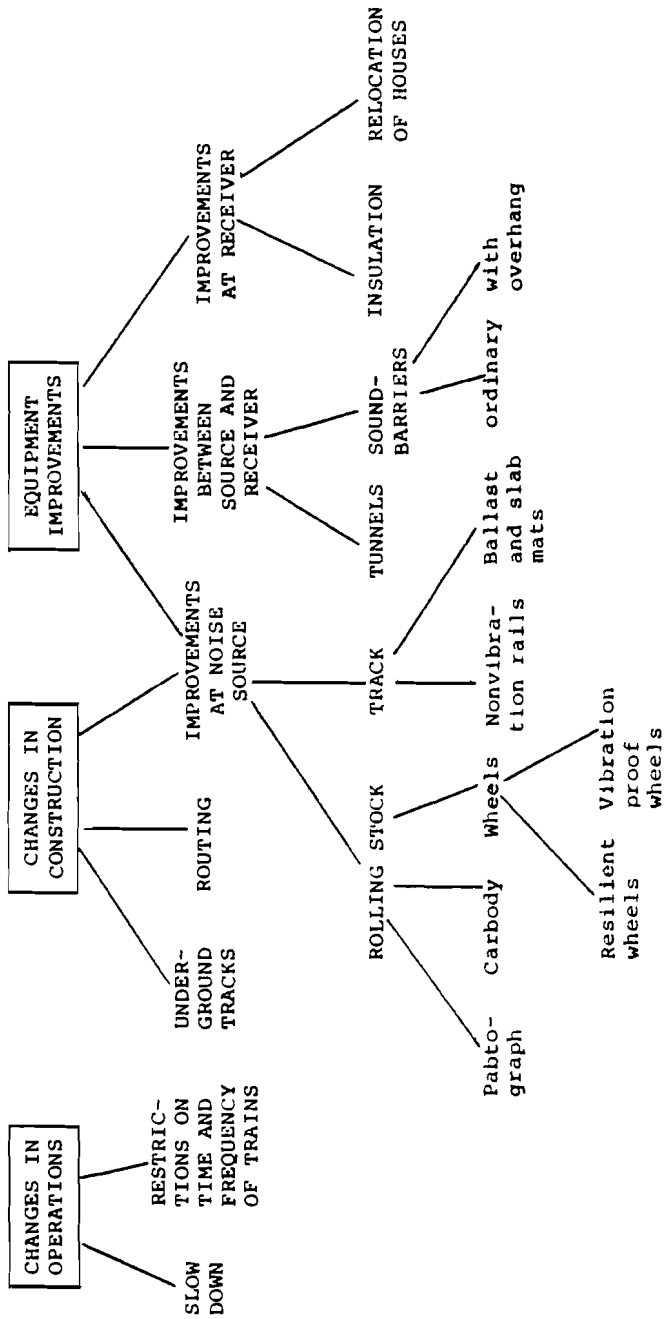 CHANGES IN
OPERATIONS
CHANGES IN
CONSTRUCTION
EQUIPMENT
IMPROVEMENTS
SLOW
DOWN
RESTRIC-
TIONS ON
TIME AND
FREQUENCY
OF TRAINS
UNDER-
GROUND
TRACKS
ROUTING
IMPROVEMENTS
AT NOISE
SOURCE
IMPROVEMENTS
BETWEEN
SOURCE AND
RECEIVER
IMPROVEMENTS
AT RECEIVER
ROLLING STOCK
TRACK
TUNNELS
SOUND-
BARRIERS
INSULATION
RELOCATION
OF HOUSES
Pabto-
graph
Carbody
Wheels
Nonvibra-
tion rails
Ballast
and slab
mats
ordinary
with
overhang
Resilient
wheels
Vibration
proof
wheels